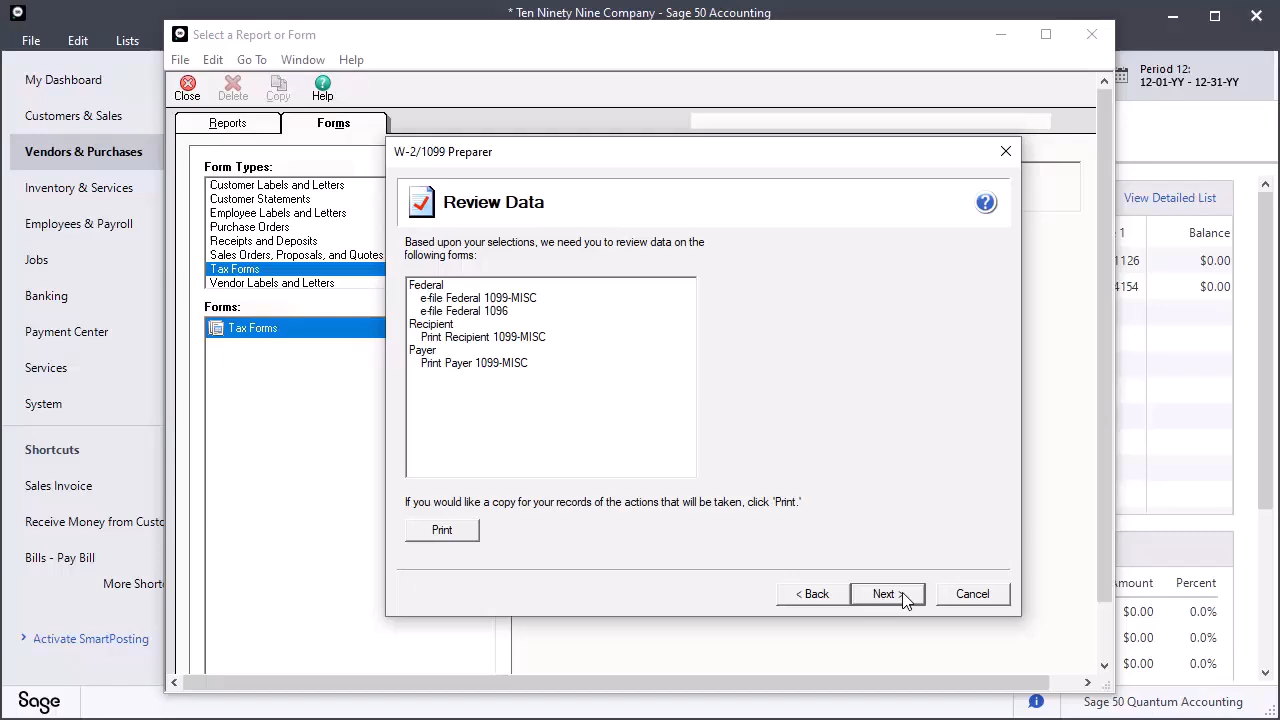 * Ten Ninety Nine Company - Sage 50 Accounting
File Edit Lists
Select a Report or Form
File Edit Go To Window Help
Close Delete Copy Help
Reports Forms
Period 12:
12-01-YY - 12-31-YY
My Dashboard
Customers & Sales
Vendors & Purchases
Inventory & Services
Employees & Payroll
Jobs
Banking
Payment Center
Services
System
Shortcuts
Sales Invoice
Receive Money from Custo
Bills - Pay Bill
More Short
Activate SmartPosting
Sage
Form Types:
Customer Labels and Letters
Customer Statements
Employee Labels and Letters
Purchase Orders
Receipts and Deposits
Sales Orders, Proposals, and Quotes
Tax Forms
Vendor Labels and Letters
Forms:
Tax Forms
W-2/1099 Preparer
Review Data
Based upon your selections, we need you to review data on the
following forms:
Federal
e-file Federal 1099-MISC
e-file Federal 1096
Recipient
Print Recipient 1099-MISC
Payer
Print Payer 1099-MISC
If you would like a copy for your records of the actions that will be taken, click 'Print.'
Print
< Back Next > Cancel
View Detailed List
1 Balance
1126 $0.00
4154 $0.00
Amount Percent
$0.00 0.0%
$0.00 0.0%
$0.00 0.0%
Sage 50 Quantum Accounting